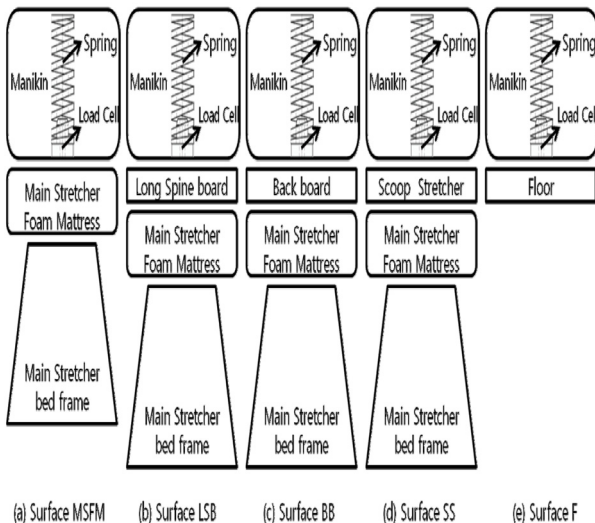 Spring
Manikin
Load Cell
Spring
Manikin
Load Cell
Spring
Manikin
Load Cell
Spring
Manikin
Load Cell
Spring
Manikin
Load Cell
Main Stretcher
Foam Mattress
Long Spine board
Back board
Scoop Stretcher
Floor
Main Stretcher
Foam Mattress
Main Stretcher
Foam Mattress
Main Stretcher
Foam Mattress
Main Stretcher
bed frame
Main Stretcher
bed frame
Main Stretcher
bed frame
Main Stretcher
bed frame
(a) Surface MSFM
(b) Surface LSB
(c) Surface BB
(d) Surface SS
(e) Surface F